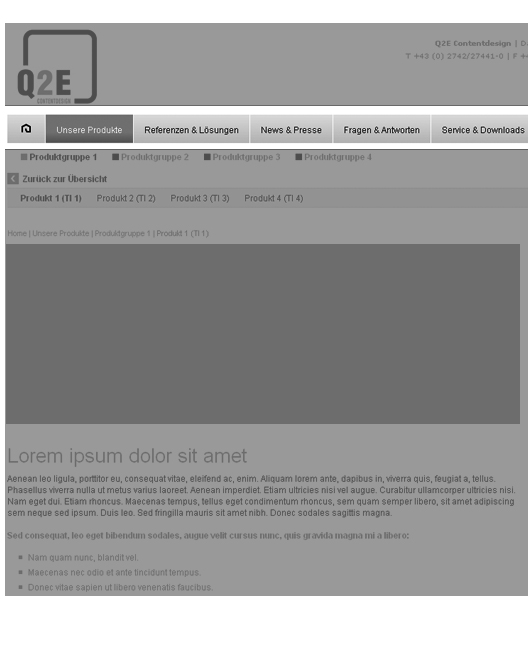 Q2E
CONTENTDESIGN
Q2E Contentdesign |
T +43 (0) 2742/27441-0 | F
Unsere Produkte Referenzen & Lösungen News & Presse Fragen & Antworten Service & Downloads
Produktgruppe 1 Produktgruppe 2 Produktgruppe 3 Produktgruppe 4
Zurück zur Übersicht
Produkt 1 (TI 1) Produkt 2 (TI 2) Produkt 3 (TI 3) Produkt 4 (TI 4)
Home | Unsere Produkte | Produktgruppe 1 | Produkt 1 (TI 1)
Lorem ipsum dolor sit amet
Aenean leo ligula, porttitor eu, consequat vitae, eleifend ac, enim. Aliquam lorem ante, dapibus in, viverra quis, feugiat a, tellus.
Phasellus viverra nulla ut metus varius laoreet. Aenean imperdiet. Etiam ultricies nisi vel augue. Curabitur ullamcorper ultricies nisi.
Nam eget dui. Etiam rhoncus. Maecenas tempus, tellus eget condimentum rhoncus, sem quam semper libero, sit amet adipiscing
sem neque sed ipsum. Duis leo. Sed fringilla mauris sit amet nibh. Donec sodales sagittis magna.
Sed consequat, leo eget bibendum sodales, augue velit cursus nunc, quis gravida magna mi a libero:
Nam quam nunc, blandit vel.
Maecenas nec odio et ante tincidunt tempus.
Donec vitae sapien ut libero venenatis faucibus.